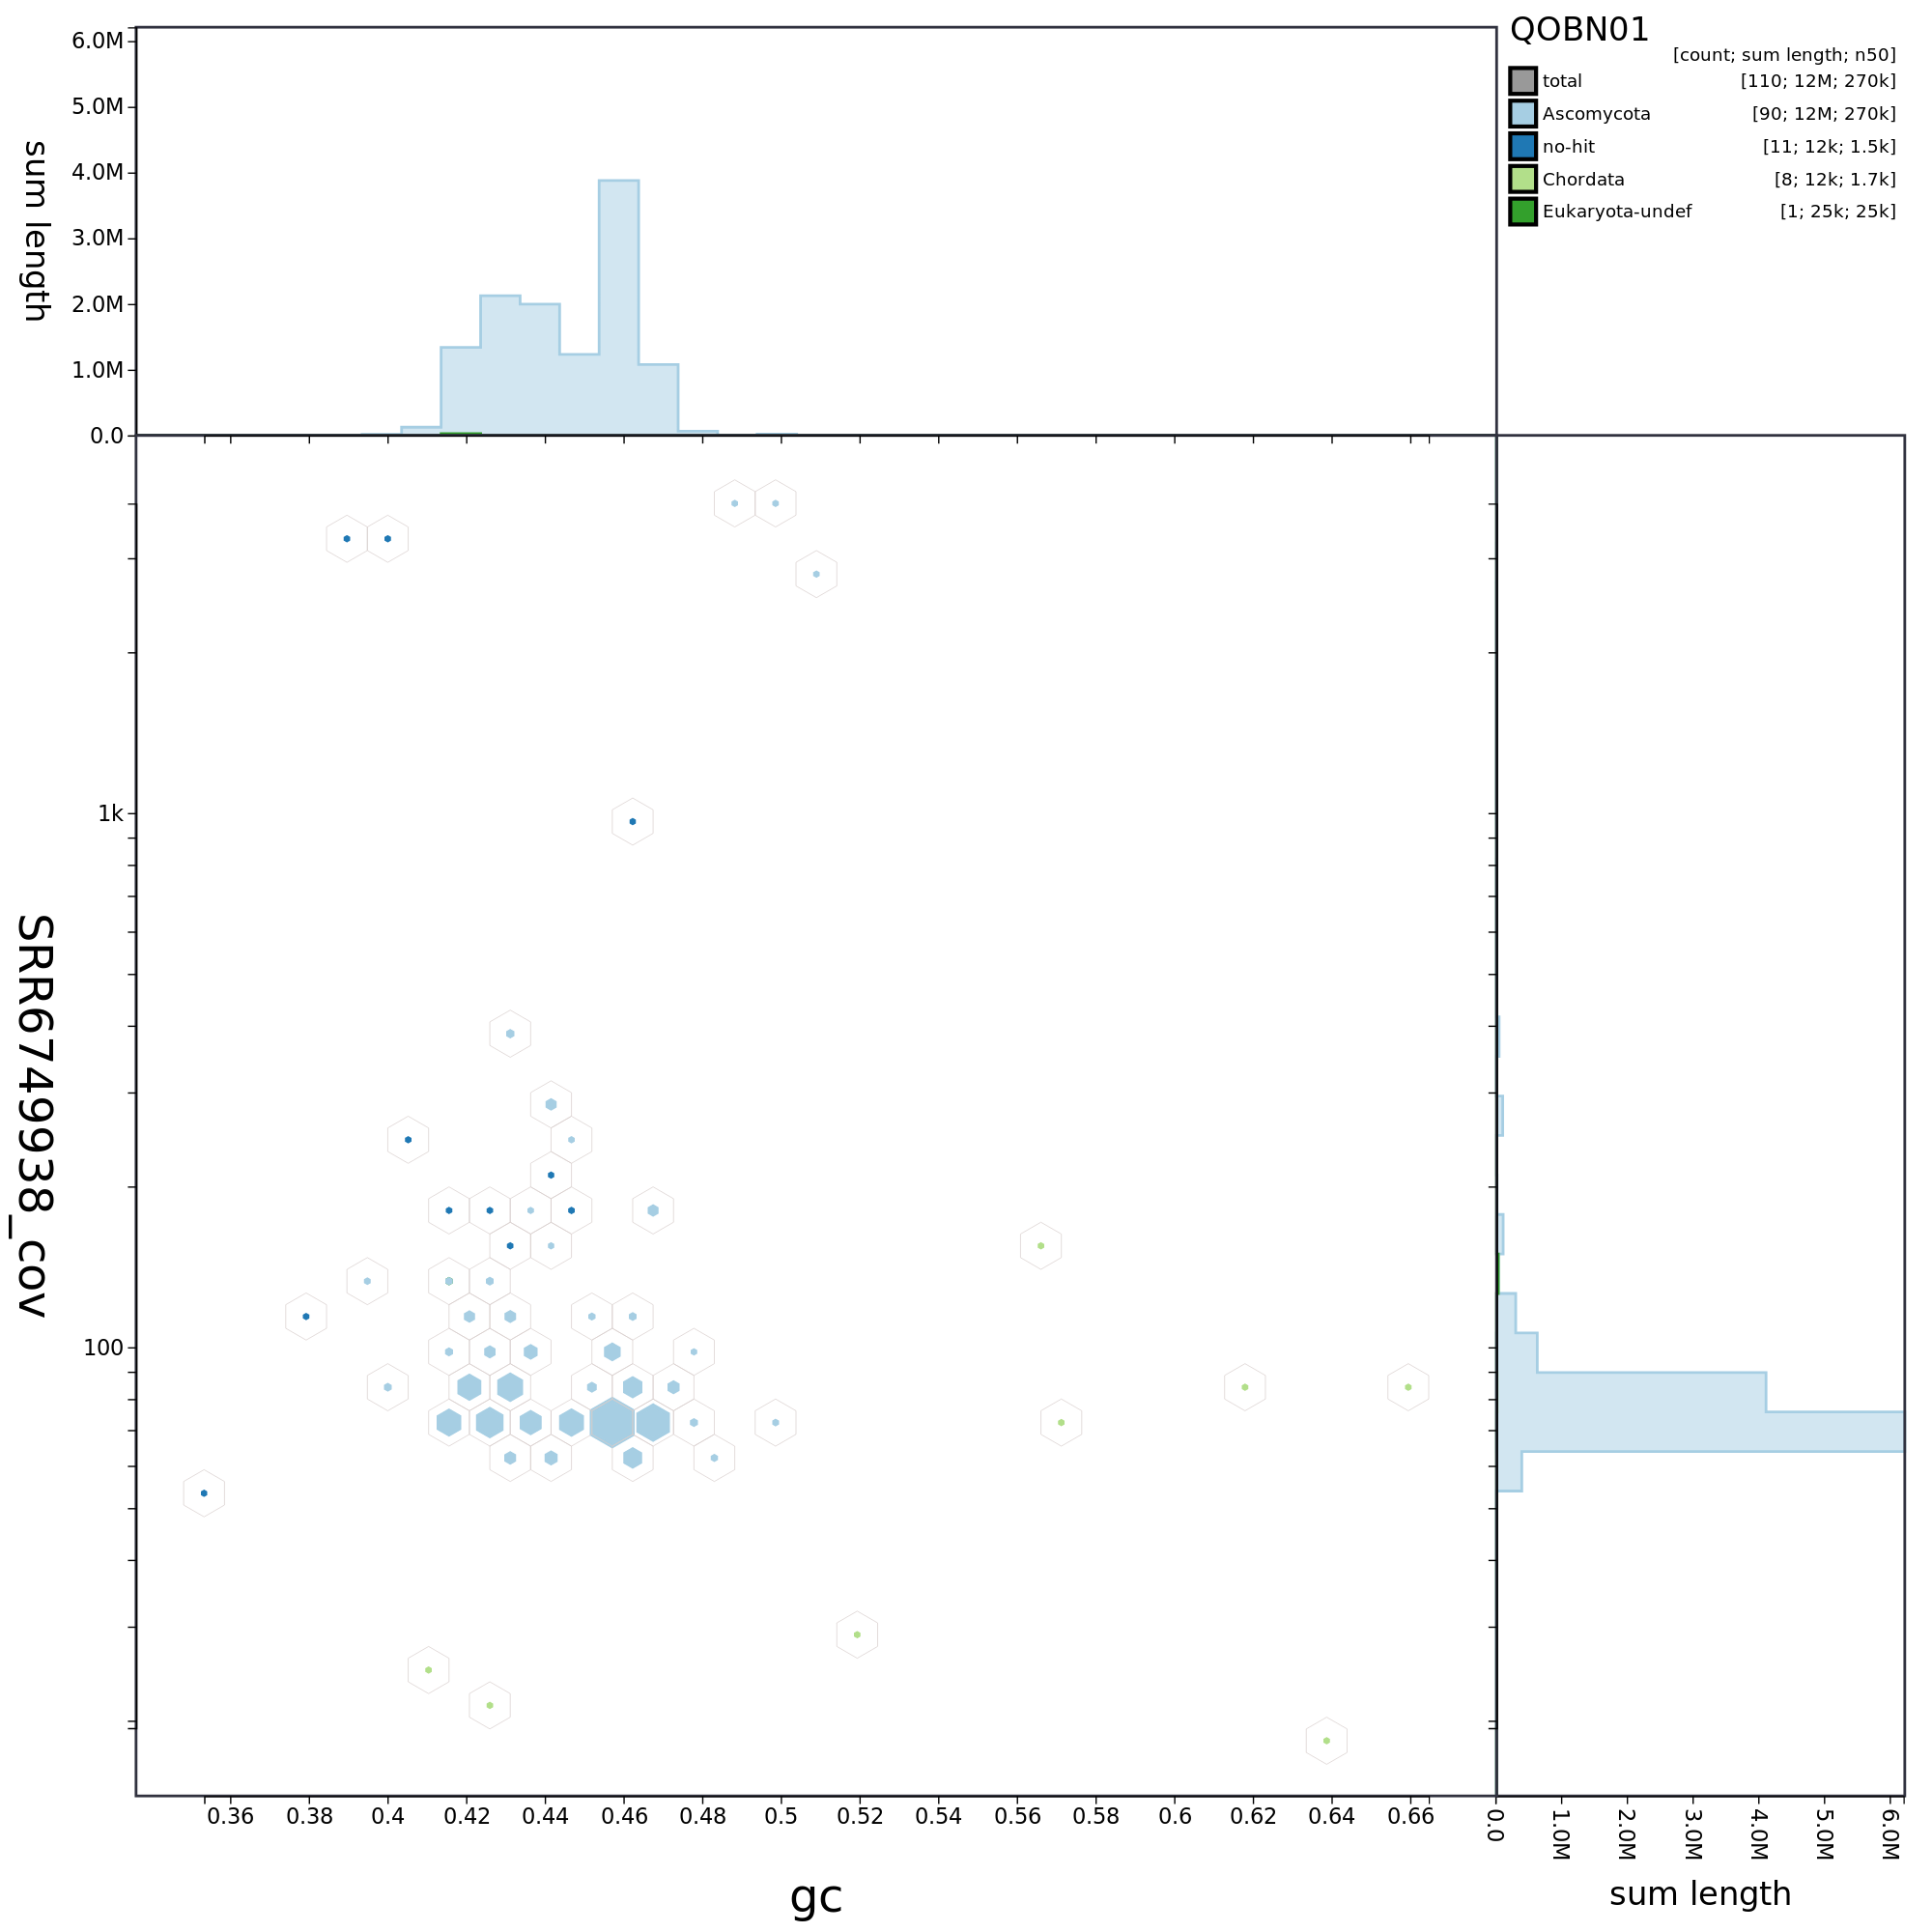 QOBN01
[count; sum length; n50]
total [110; 12M; 270k]
Ascomycota [90; 12M; 270k]
no-hit [11; 12k; 1.5k]
Chordata [8; 12k; 1.7k]
Eukaryota-undef [1; 25k; 25k]
sum length
6.0M
5.0M
4.0M
3.0M
2.0M
1.0M
0.0
SRR6749938_cov
1k
100
0.36 0.38 0.4 0.42 0.44 0.46 0.48 0.5 0.52 0.54 0.56 0.58 0.6 0.62 0.64 0.66
gc
0.0 1.0M 2.0M 3.0M 4.0M 5.0M 6.0M
sum length